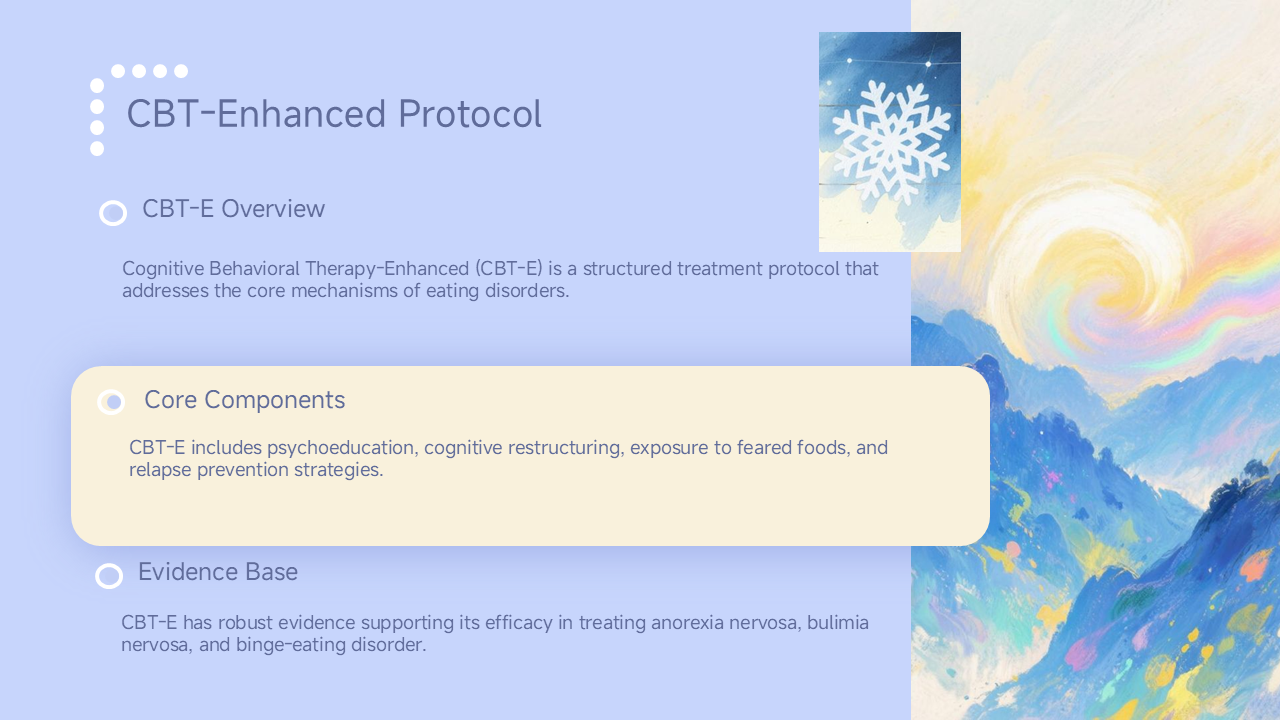 CBT-Enhanced Protocol
CBT-E Overview
Cognitive Behavioral Therapy-Enhanced (CBT-E) is a structured treatment protocol that
addresses the core mechanisms of eating disorders.
Core Components
CBT-E includes psychoeducation, cognitive restructuring, exposure to feared foods, and
relapse prevention strategies.
Evidence Base
CBT-E has robust evidence supporting its efficacy in treating anorexia nervosa, bulimia
nervosa, and binge-eating disorder.